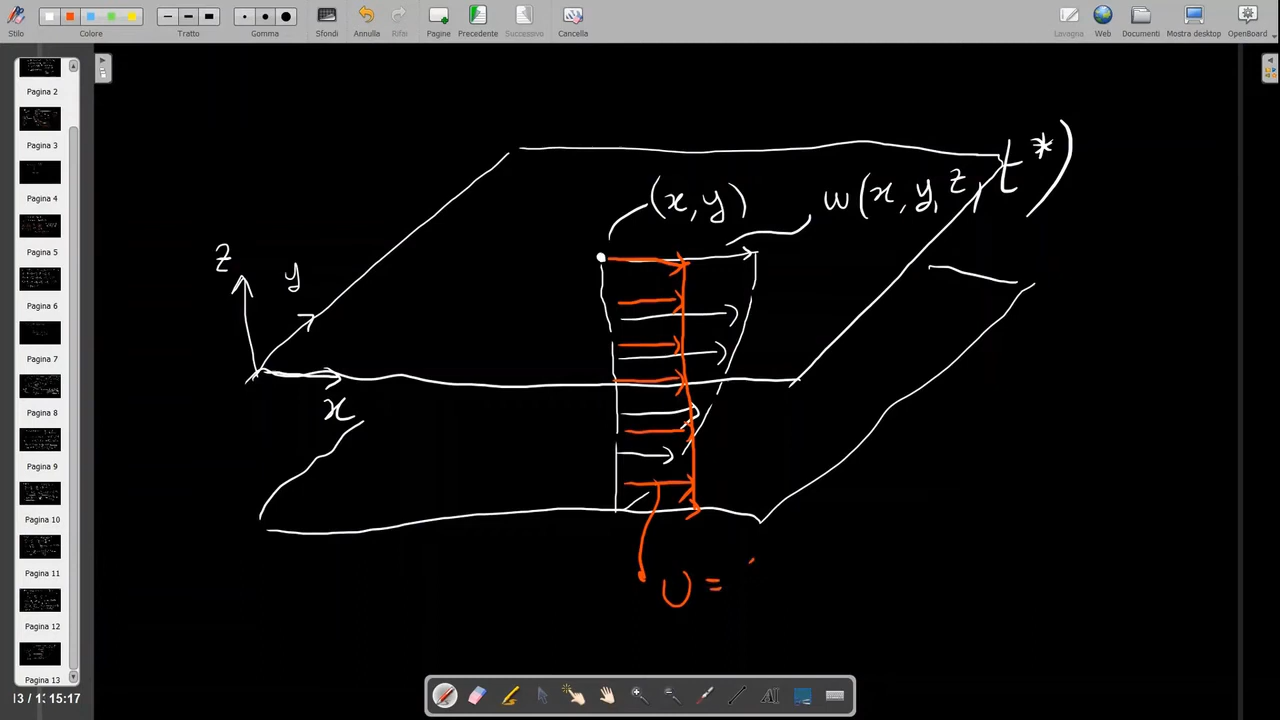 Stilo Colore Tratto Gomma Sfondi Annulla Rifai Pagine Precedente Successivo Cancella Lavagna Web Documenti Mostra desktop OpenBoard
Pagina 2
Pagina 3
Pagina 4
Pagina 5
Pagina 6
Pagina 7
Pagina 8
Pagina 9
Pagina 10
Pagina 11
Pagina 12
Pagina 13
15:17
(x, y)
u(x, y, z, t*)
z
y
x
U =